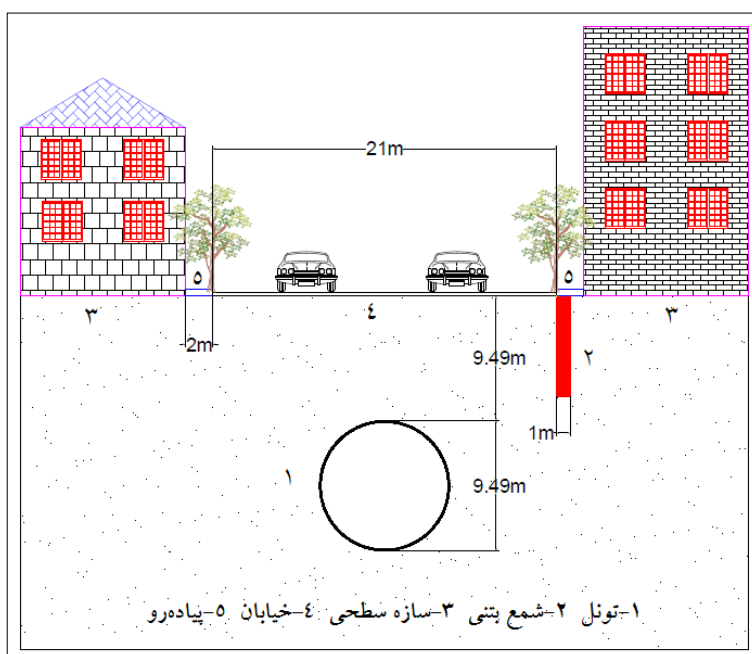 21m
۵
۵
۳
۴
۳
2m
9.49m
۲
1m
۱
9.49m
۱-تونل ۲-شمع بتنی ۳-سازه سطحی ۴-خیابان ۵-پیاده‌رو